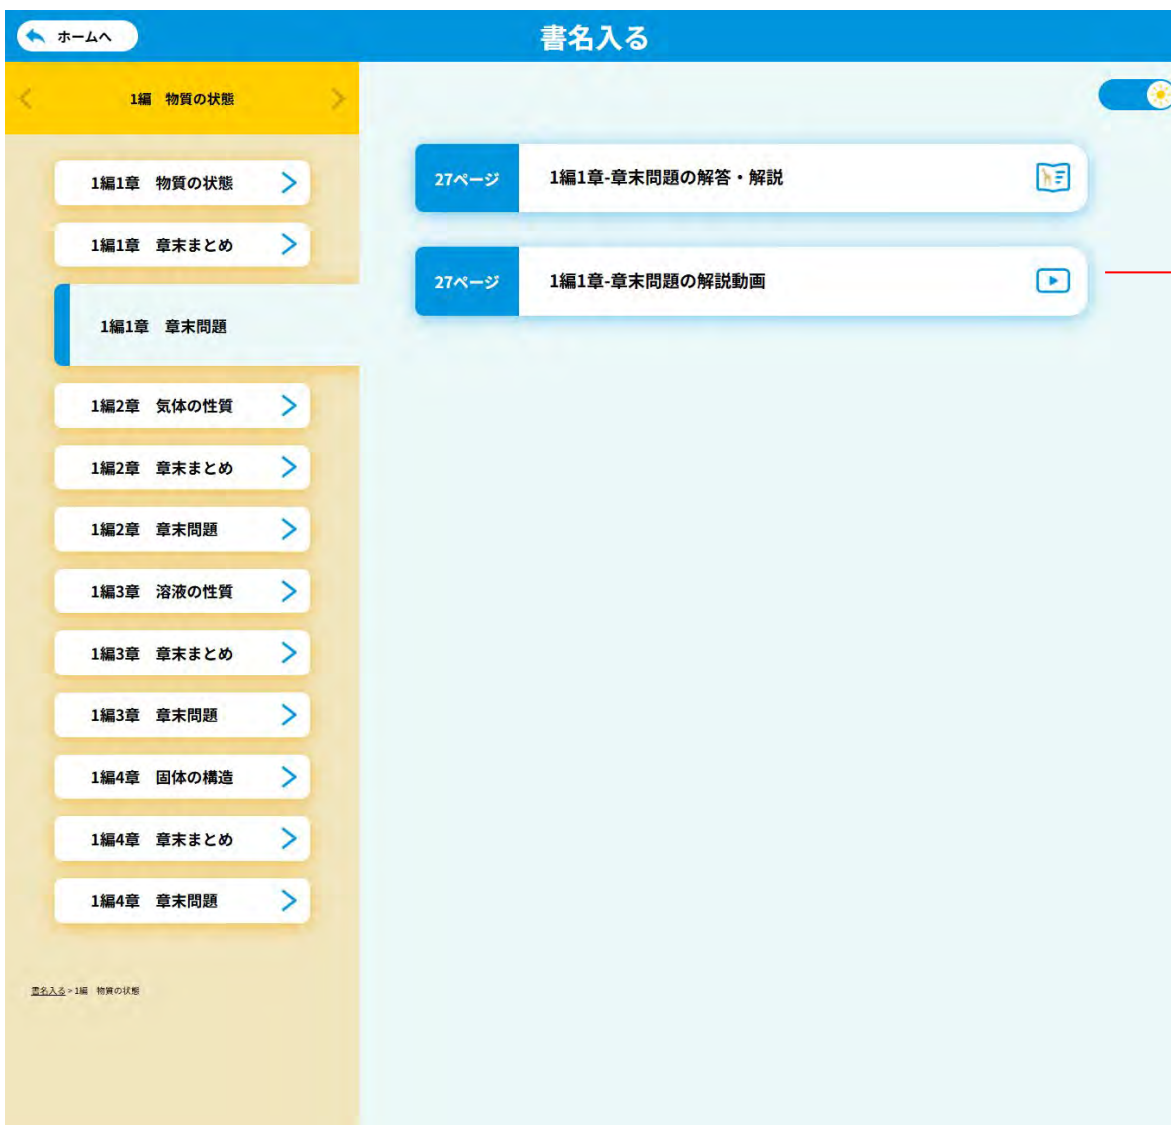 ホームへ
書名入る
1編　物質の状態
1編1章　物質の状態
1編1章　章末まとめ
1編1章　章末問題
1編2章　気体の性質
1編2章　章末まとめ
1編2章　章末問題
1編3章　溶液の性質
1編3章　章末まとめ
1編3章　章末問題
1編4章　固体の構造
1編4章　章末まとめ
1編4章　章末問題
書名入る>1編　物質の状態
27ページ　1編1章-章末問題の解答・解説
27ページ　1編1章-章末問題の解説動画